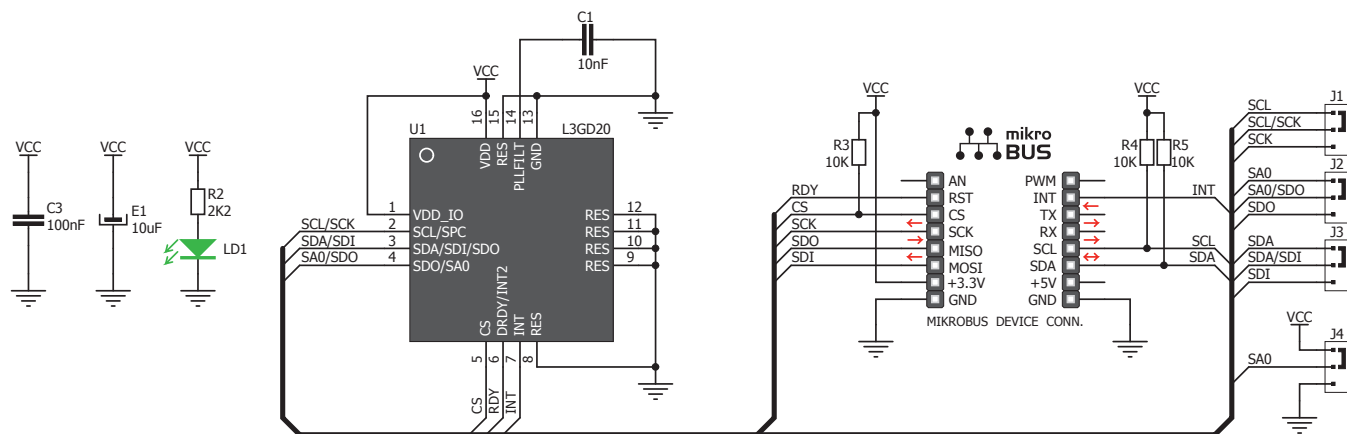 VCC
C3
100nF
VCC
E1
10uF
VCC
R2
2K2
LD1
C1
10nF
VCC
16
15
14
13
U1
L3GD20
VDD
RES
PLLFILT
GND
1
VDD_IO
SCL/SCK
2
SCL/SPC
SDA/SDI
3
SDA/SDI/SDO
SA0/SDO
4
SDO/SA0
RES
12
RES
11
RES
10
RES
9
CS
DRDY/INT2
INT
RES
5
6
7
8
CS
RDY
INT
VCC
R3
10K
mikro
BUS
VCC
R4
10K
R5
10K
RDY
CS
SCK
SDO
SDI
AN
RST
CS
SCK
MISO
MOSI
+3.3V
GND
PWM
INT
TX
RX
SCL
SDA
+5V
GND
INT
SCL
SDA
MIKROBUS DEVICE CONN.
J1
SCL
SCL/SCK
SCK
J2
SA0
SA0/SDO
SDO
J3
SDA
SDA/SDI
SDI
VCC
J4
SA0